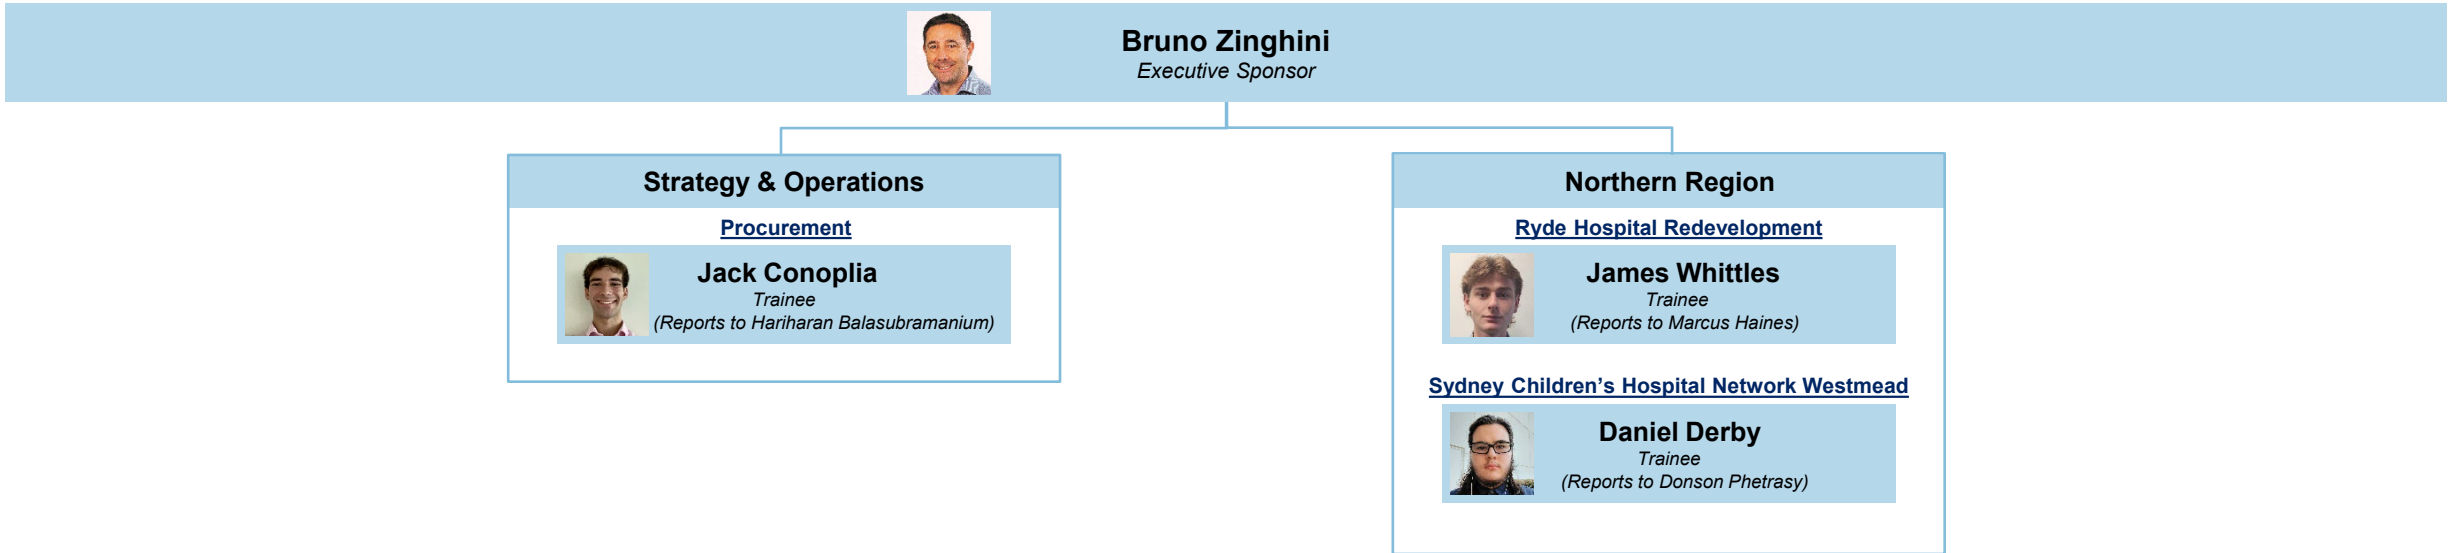 Bruno Zinghini
Executive Sponsor
Strategy & Operations
Procurement
Jack Conoplia
Trainee
(Reports to Hariharan Balasubramanium)
Northern Region
Ryde Hospital Redevelopment
James Whittles
Trainee
(Reports to Marcus Haines)
Sydney Children’s Hospital Network Westmead
Daniel Derby
Trainee
(Reports to Donson Phetrasy)